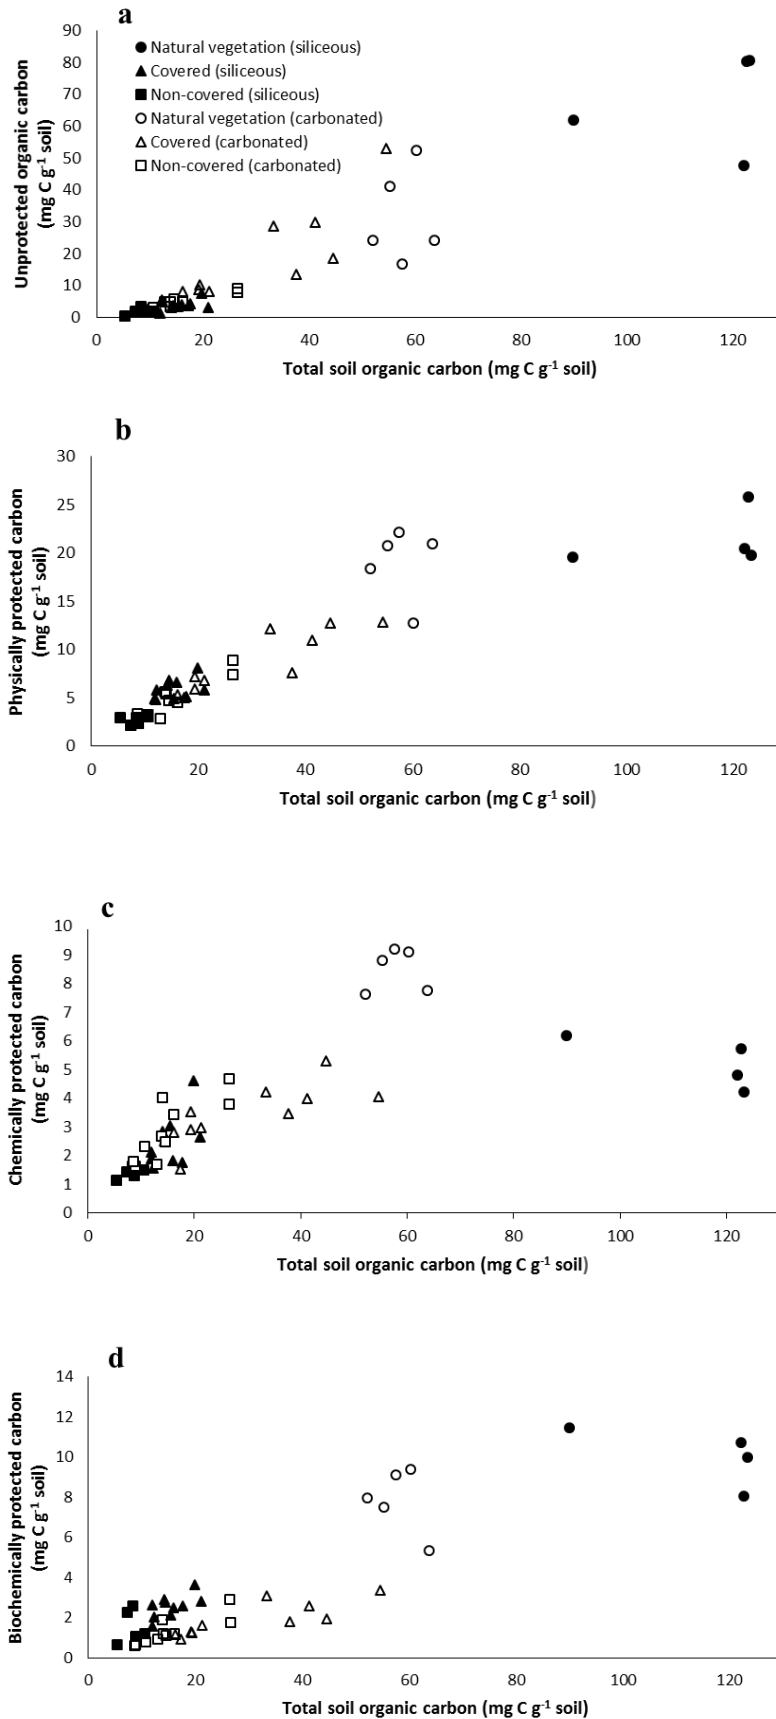 a
90
80
70
60
50
40
30
20
10
0
Natural vegetation (siliceous)
Covered (siliceous)
Non-covered (siliceous)
Natural vegetation (carbonated)
Covered (carbonated)
Non-covered (carbonated)
Unprotected organic carbon
(mg C g-1 soil)
0 20 40 60 80 100 120
Total soil organic carbon (mg C g-1 soil)
b
30
25
20
15
10
5
0
Physically protected carbon
(mg C g-1 soil)
0 20 40 60 80 100 120
Total soil organic carbon (mg C g-1 soil)
c
10
9
8
7
6
5
4
3
2
1
0
Chemically protected carbon
(mg C g-1 soil)
0 20 40 60 80 100 120
Total soil organic carbon (mg C g-1 soil)
d
14
12
10
8
6
4
2
0
Biochemically protected carbon
(mg C g-1 soil)
0 20 40 60 80 100 120
Total soil organic carbon (mg C g-1 soil)